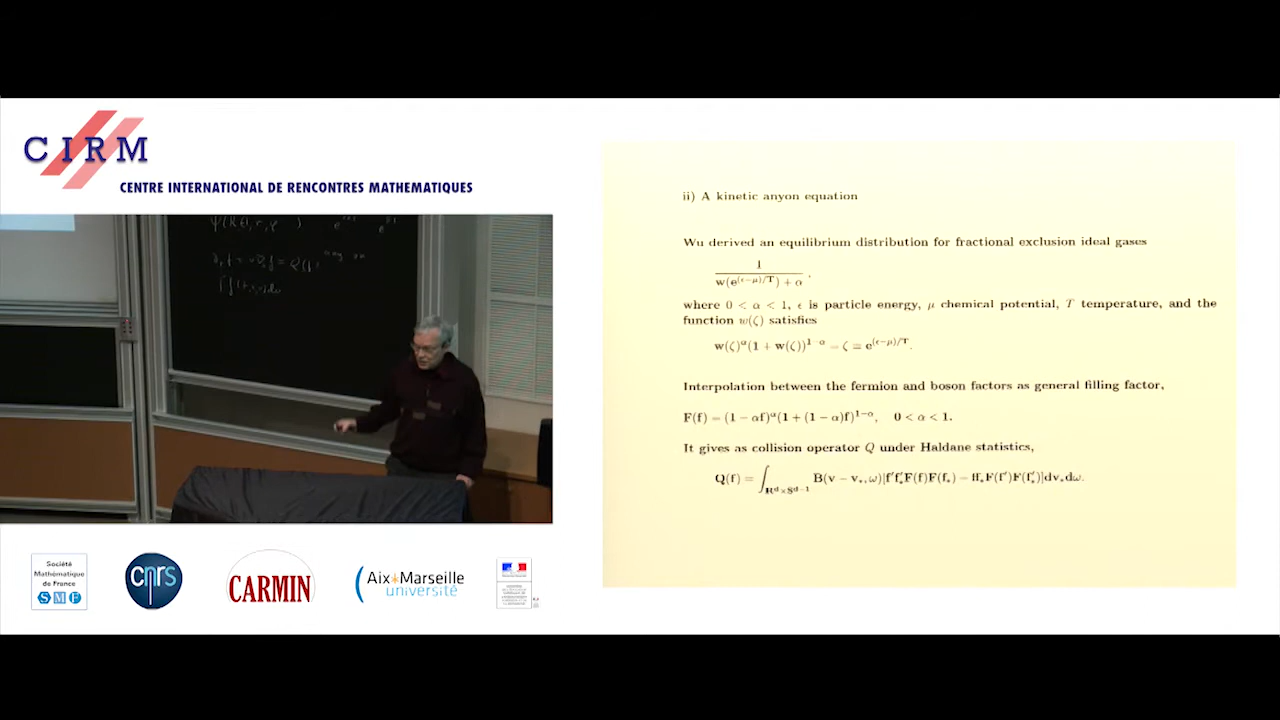 CIRM
CENTRE INTERNATIONAL DE RENCONTRES MATHEMATIQUES
ii) A kinetic anyon equation
Wu derived an equilibrium distribution for fractional exclusion ideal gases
1
w(e^{(ϵ−μ)/T}) + α ,
where 0 < α < 1, ϵ is particle energy, μ chemical potential, T temperature, and the
function w(ζ) satisfies
w(ζ)^α(1 + w(ζ))^{1−α} = ζ ≡ e^{(ϵ−μ)/T}.
Interpolation between the fermion and boson factors as general filling factor,
F(f) = (1 − αf)^α(1 + (1 − α)f)^{1−α}, 0 < α < 1.
It gives as collision operator Q under Haldane statistics,
Q(f) = ∫_{R^d×S^{d−1}} B(v − v_*, ω)[f′f′_*F(f)F(f_*) − ff_*F(f′)F(f′_*)]dv_*dω.
Société
Mathématique
de France
SMF
cnrs
CARMIN
Aix*Marseille
université